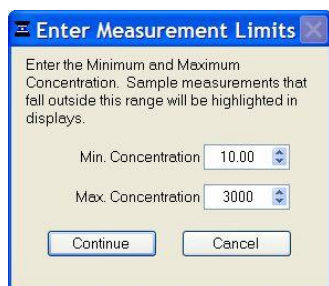 Enter Measurement Limits
Enter the Minimum and Maximum
Concentration. Sample measurements that
fall outside this range will be highlighted in
displays.
Min. Concentration 10.00
Max. Concentration 3000
Continue Cancel